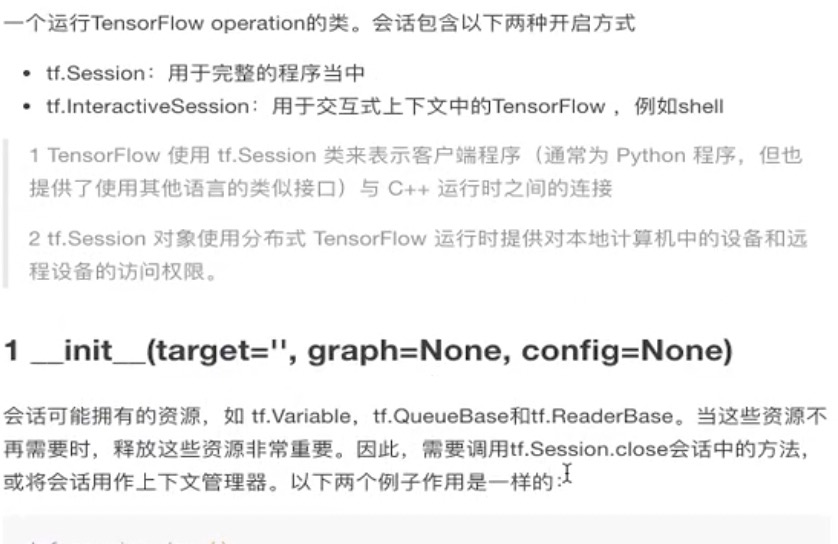 一个运行TensorFlow operation的类。会话包含以下两种开启方式
• tf.Session：用于完整的程序当中
• tf.InteractiveSession：用于交互式上下文中的TensorFlow ，例如shell
1 TensorFlow 使用 tf.Session 类来表示客户端程序（通常为 Python 程序，但也
提供了使用其他语言的类似接口）与 C++ 运行时之间的连接
2 tf.Session 对象使用分布式 TensorFlow 运行时提供对本地计算机中的设备和远
程设备的访问权限。
1 __init__(target='', graph=None, config=None)
会话可能拥有的资源，如 tf.Variable，tf.QueueBase和tf.ReaderBase。当这些资源不
再需要时，释放这些资源非常重要。因此，需要调用tf.Session.close会话中的方法，
或将会话用作上下文管理器。以下两个例子作用是一样的：